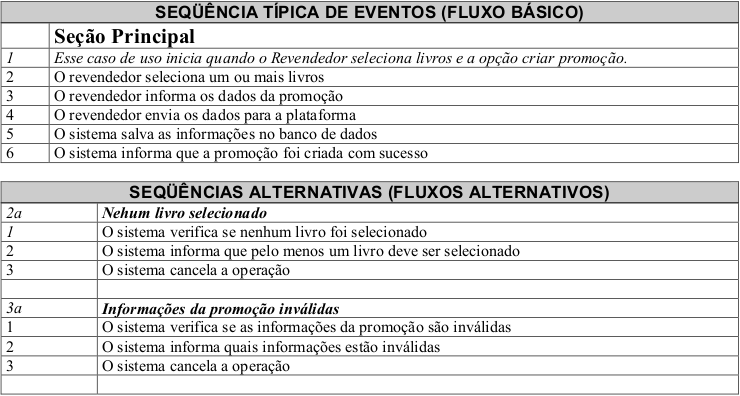 SEQÜÊNCIA TÍPICA DE EVENTOS (FLUXO BÁSICO)
Seção Principal
1 Esse caso de uso inicia quando o Revendedor seleciona livros e a opção criar promoção.
2 O revendedor seleciona um ou mais livros
3 O revendedor informa os dados da promoção
4 O revendedor envia os dados para a plataforma
5 O sistema salva as informações no banco de dados
6 O sistema informa que a promoção foi criada com sucesso
SEQÜÊNCIAS ALTERNATIVAS (FLUXOS ALTERNATIVOS)
2a Nehum livro selecionado
1 O sistema verifica se nenhum livro foi selecionado
2 O sistema informa que pelo menos um livro deve ser selecionado
3 O sistema cancela a operação
3a Informações da promoção inválidas
1 O sistema verifica se as informações da promoção são inválidas
2 O sistema informa quais informações estão inválidas
3 O sistema cancela a operação